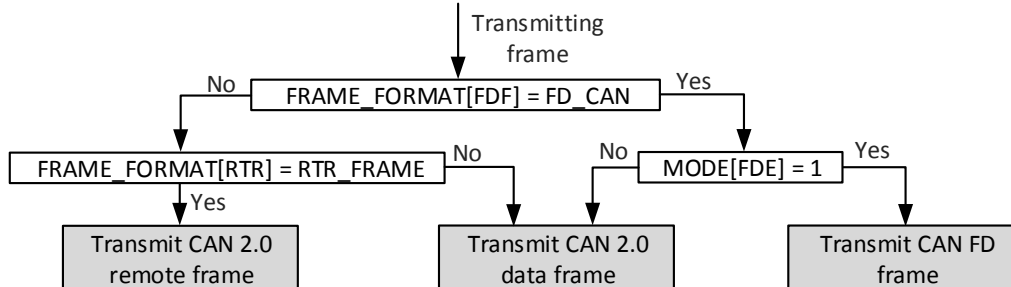 Transmitting
frame
No
FRAME_FORMAT[FDF] = FD_CAN
Yes
FRAME_FORMAT[RTR] = RTR_FRAME
No
No
MODE[FDE] = 1
Yes
Yes
Transmit CAN 2.0
remote frame
Transmit CAN 2.0
data frame
Transmit CAN FD
frame